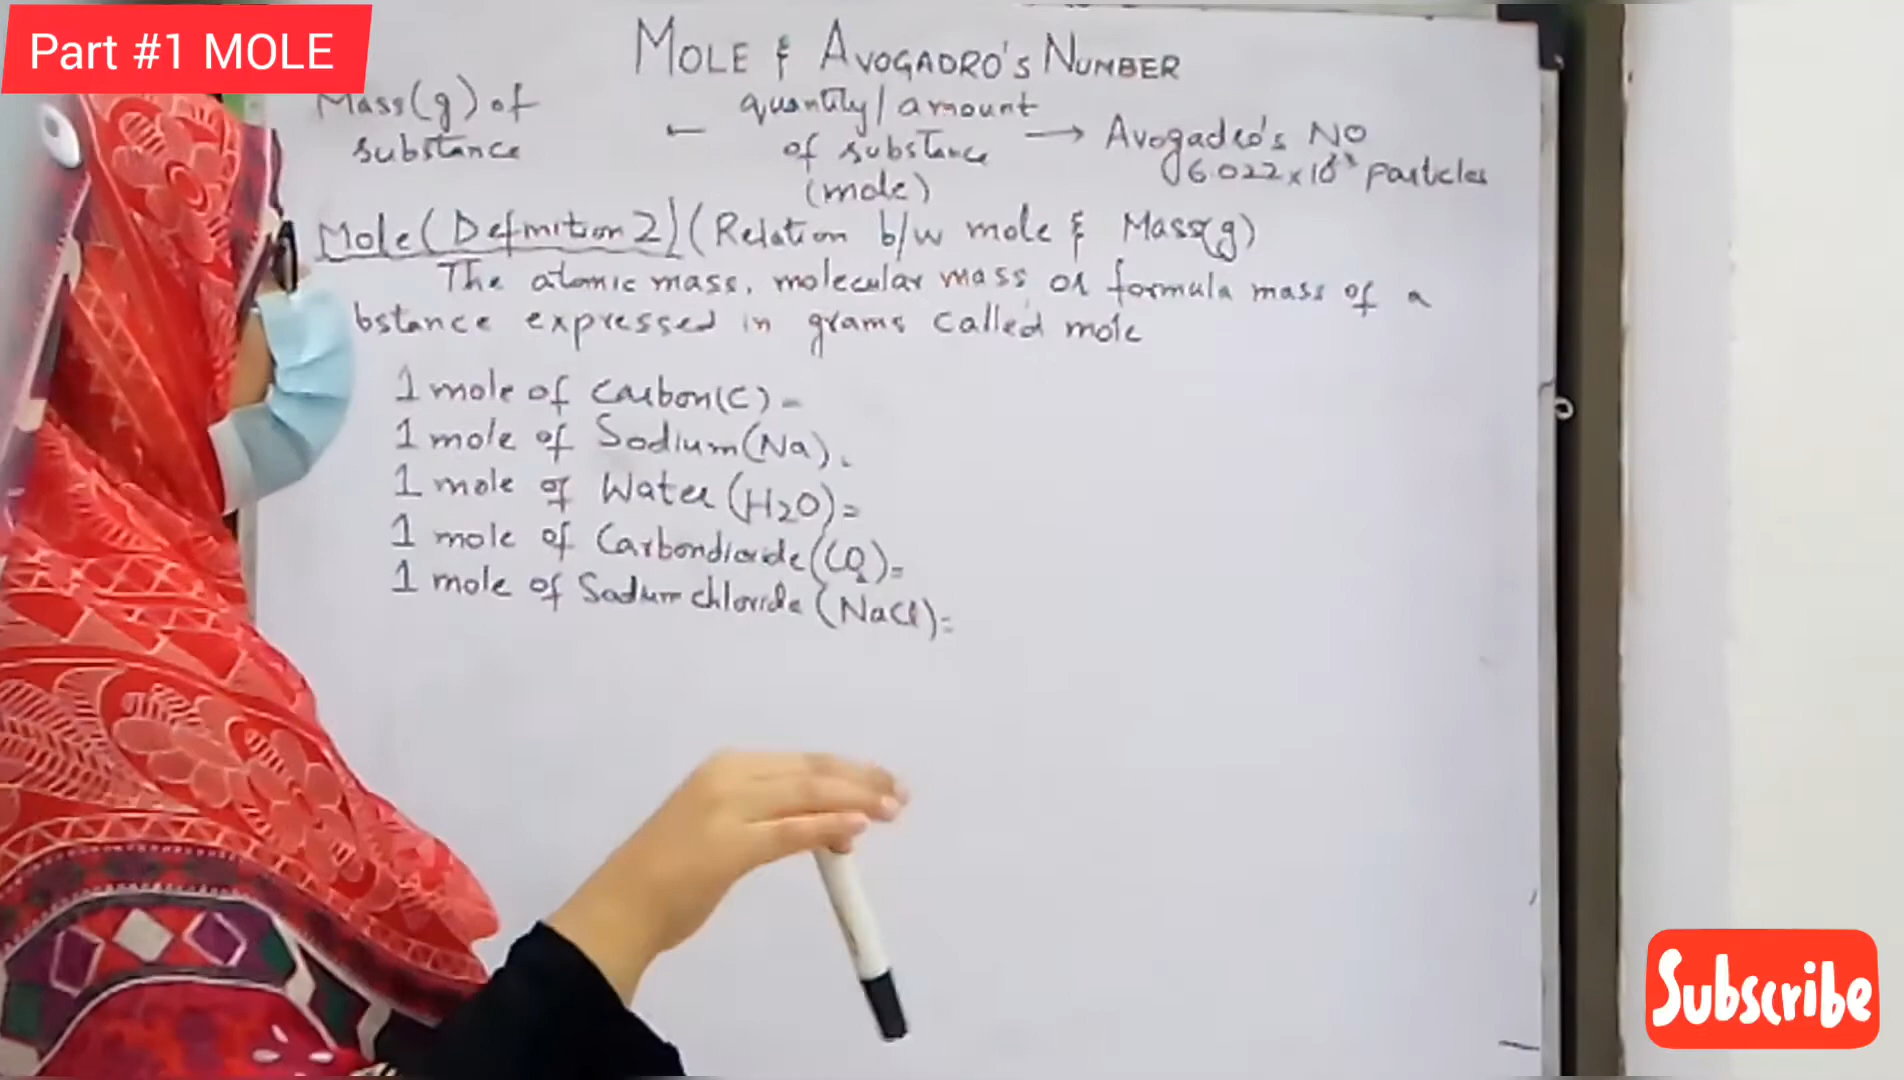 Part #1 MOLE
MOLE & AVOGADRO'S NUMBER
Mass(g) of substance
← quantity/amount of substance (mole) →
Avogadro's NO
6.022x10²³ particles
Mole (Definition 2) (Relation b/w mole & Mass(g)
The atomic mass, molecular mass or formula mass of a
bstance expressed in grams called mole
1 mole of Carbon(C) =
1 mole of Sodium(Na) .
1 mole of Water (H2O) =
1 mole of Carbondioxide (CO2) =
1 mole of Sodium chloride (NaCl) =
Subscribe